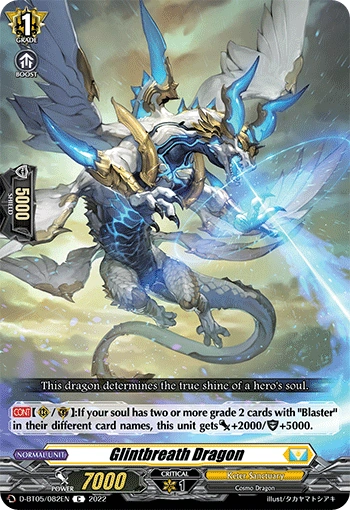 1
GRADE
BOOST
5000
SHIELD
This dragon determines the true shine of a hero's soul.
CONT【/】:If your soul has two or more grade 2 cards with "Blaster"
in their different card names, this unit gets +2000/+5000.
NORMAL UNIT
Glintbreath Dragon
POWER 7000
CRITICAL
1
Keter Sanctuary
Cosmo Dragon
D-BT05/082EN C 2022
illust/タカヤマトシアキ